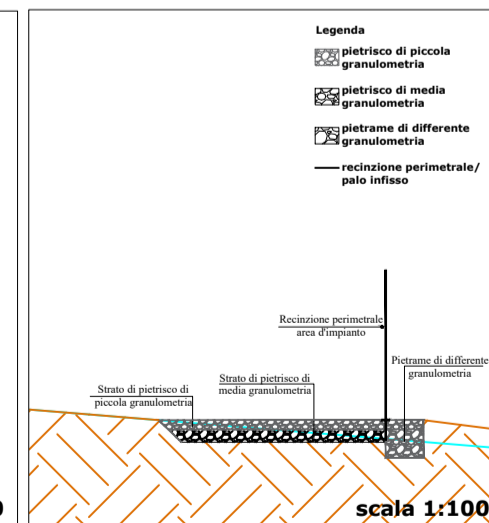 Legenda
pietrisco di piccola
granulometria
pietrisco di media
granulometria
pietrame di differente
granulometria
recinzione perimetrale/
palo infisso
Recinzione perimetrale
area d'impianto
Pietrame di differente
granulometria
Strato di pietrisco di
media granulometria
Strato di pietrisco di
piccola granulometria
0
scala 1:100